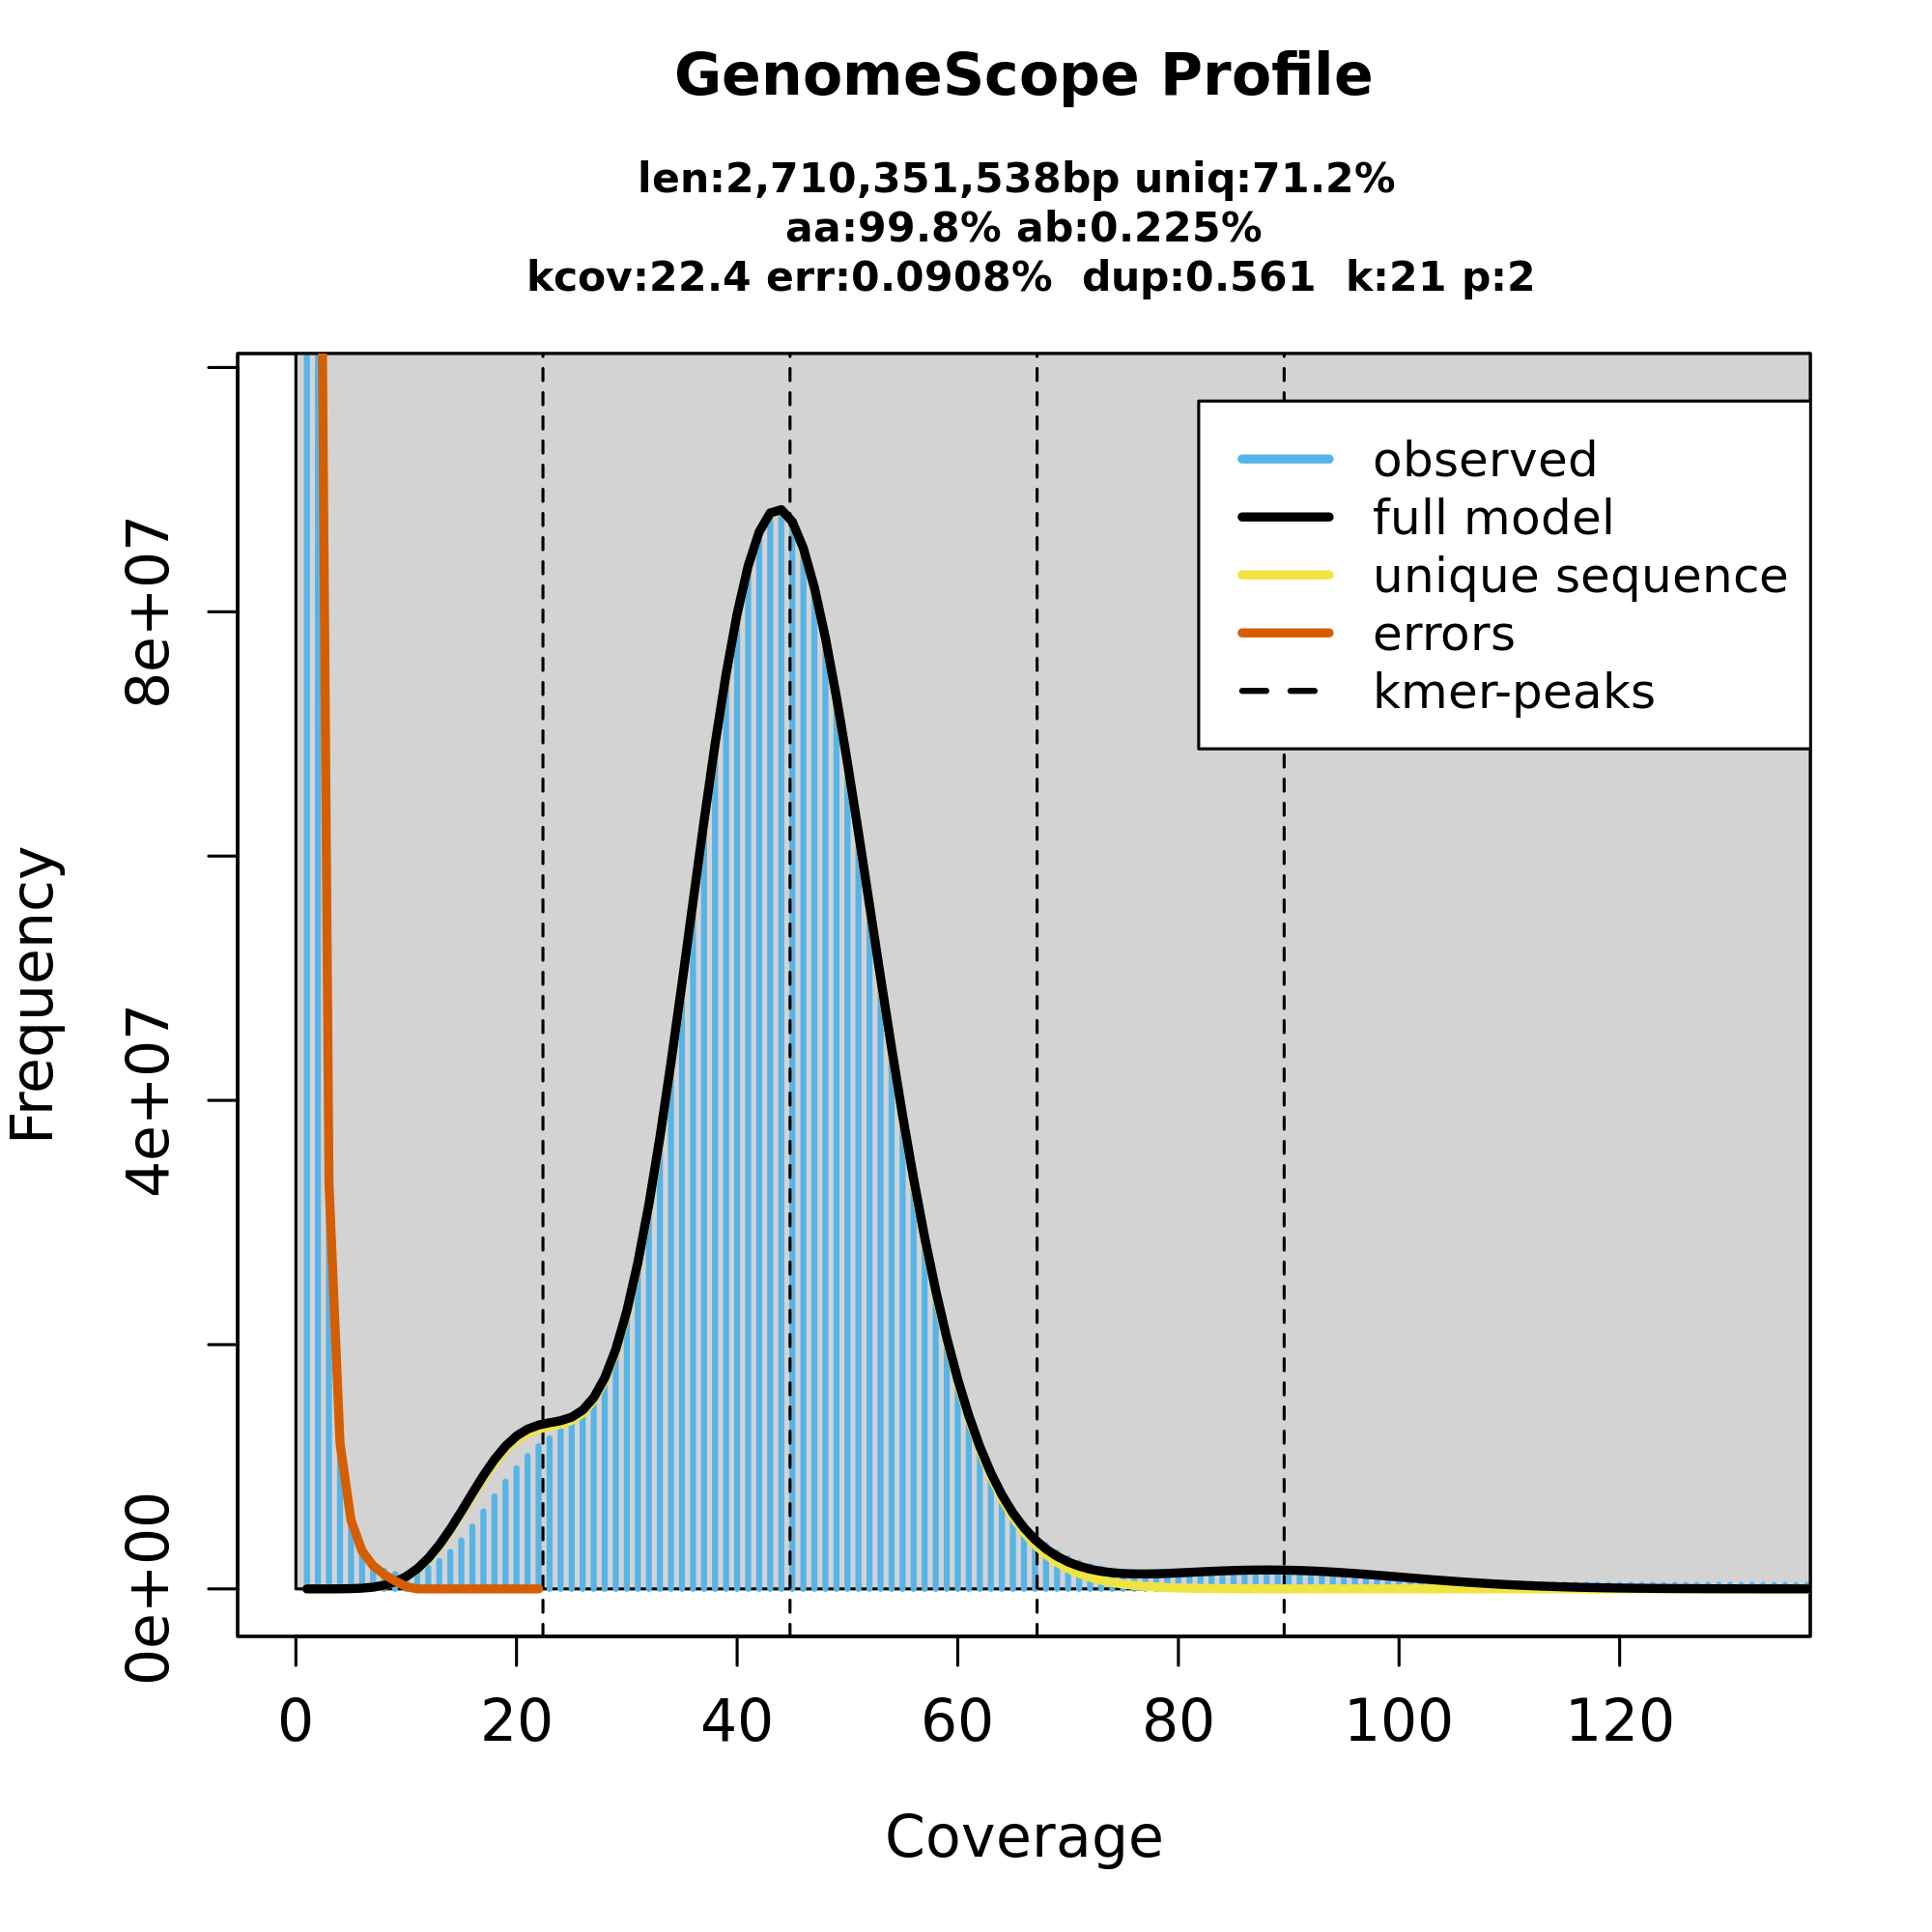 GenomeScope Profile
len:2,710,351,538bp uniq:71.2%
aa:99.8% ab:0.225%
kcov:22.4 err:0.0908% dup:0.561 k:21 p:2
observed
full model
unique sequence
errors
kmer-peaks
Frequency
8e+07
4e+07
0e+00
0 20 40 60 80 100 120
Coverage